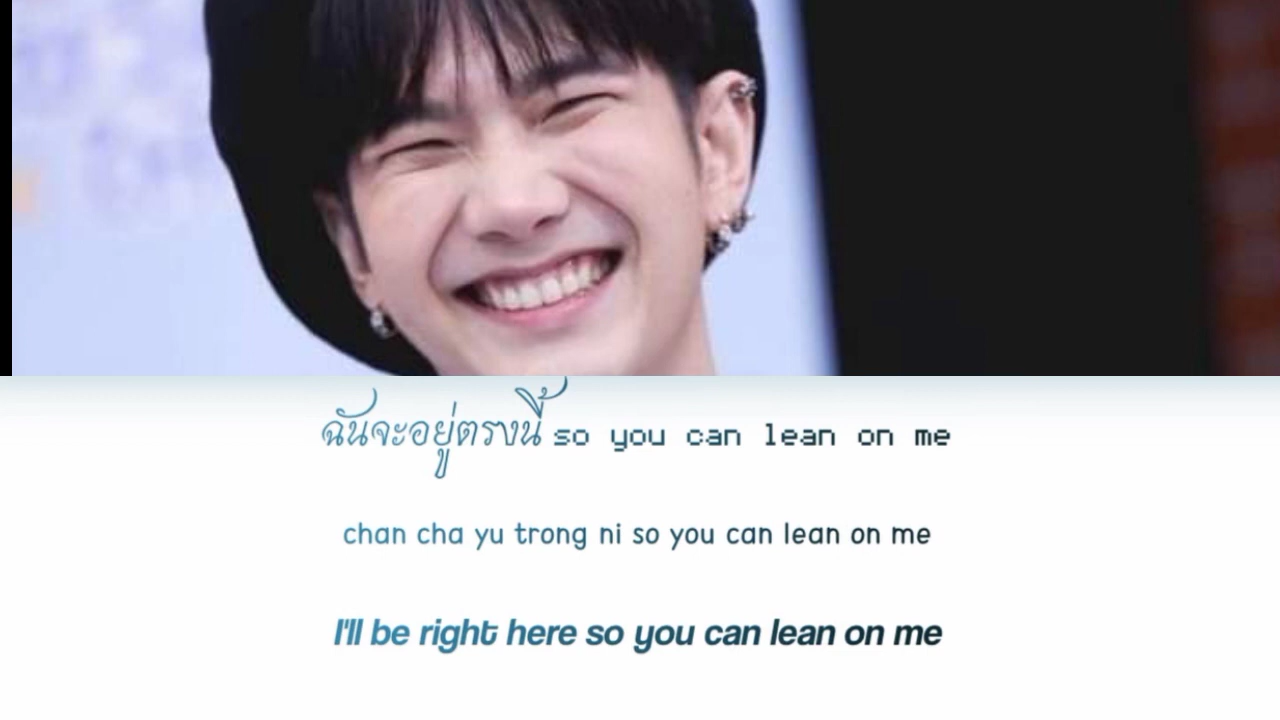 ฉันจะอยู่ตรงนี้ so you can lean on me
chan cha yu trong ni so you can lean on me
I'll be right here so you can lean on me